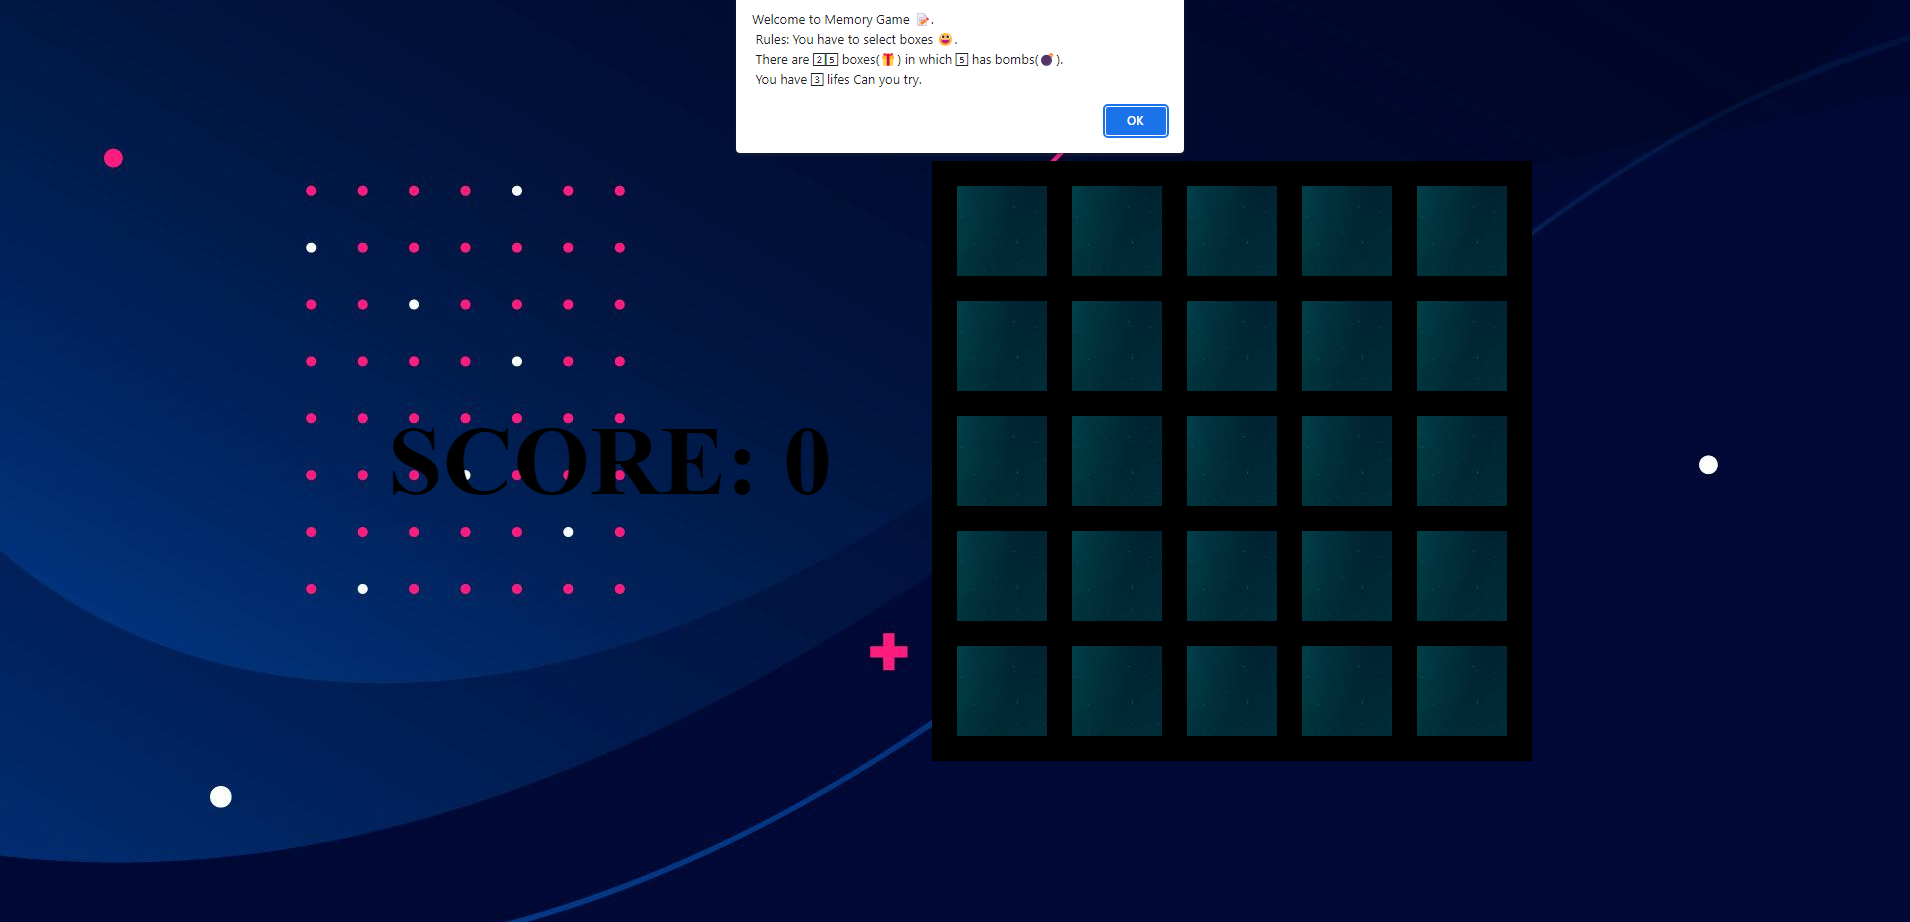 Welcome to Memory Game 📝.
Rules: You have to select boxes 😀.
There are 2️⃣5️⃣ boxes(🎁) in which 5️⃣ has bombs(💣).
You have 3️⃣ lifes Can you try.
OK
SCORE: 0